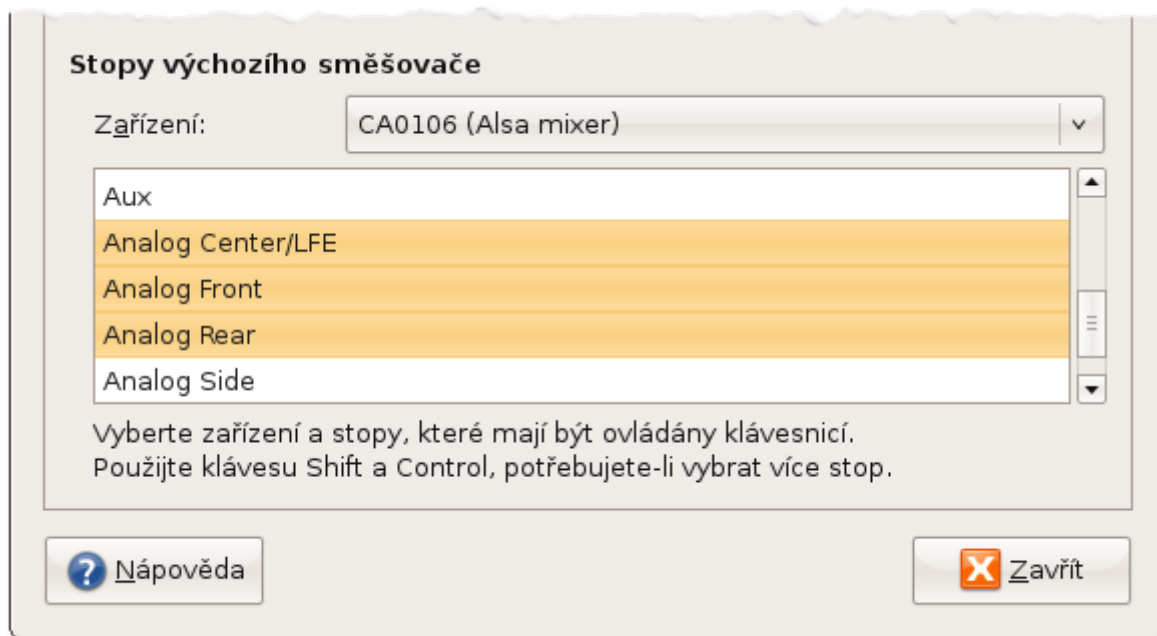 Stopy výchozího směšovače
Zařízení: CA0106 (Alsa mixer)
Aux
Analog Center/LFE
Analog Front
Analog Rear
Analog Side
Vyberte zařízení a stopy, které mají být ovládány klávesnicí.
Použijte klávesu Shift a Control, potřebujete-li vybrat více stop.
Nápověda Zavřít